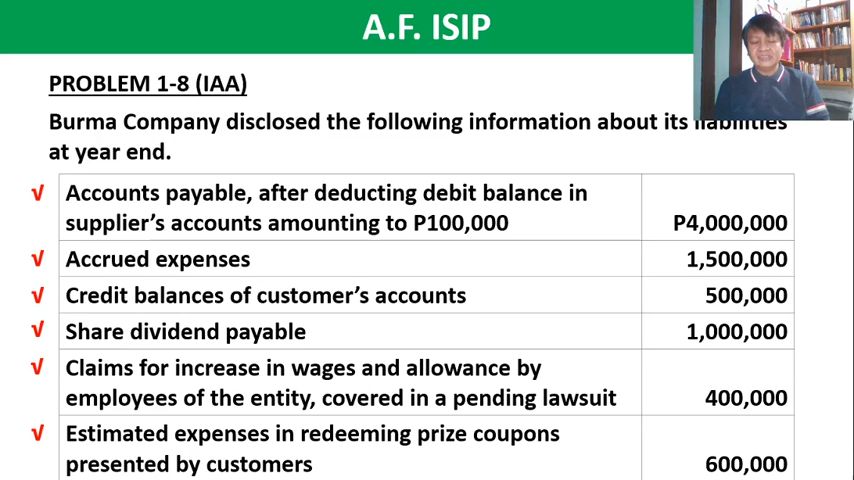 A.F. ISIP
PROBLEM 1-8 (IAA)
Burma Company disclosed the following information about its liabilities
at year end.
√ Accounts payable, after deducting debit balance in
supplier's accounts amounting to P100,000 P4,000,000
√ Accrued expenses 1,500,000
√ Credit balances of customer's accounts 500,000
√ Share dividend payable 1,000,000
√ Claims for increase in wages and allowance by
employees of the entity, covered in a pending lawsuit 400,000
√ Estimated expenses in redeeming prize coupons
presented by customers 600,000